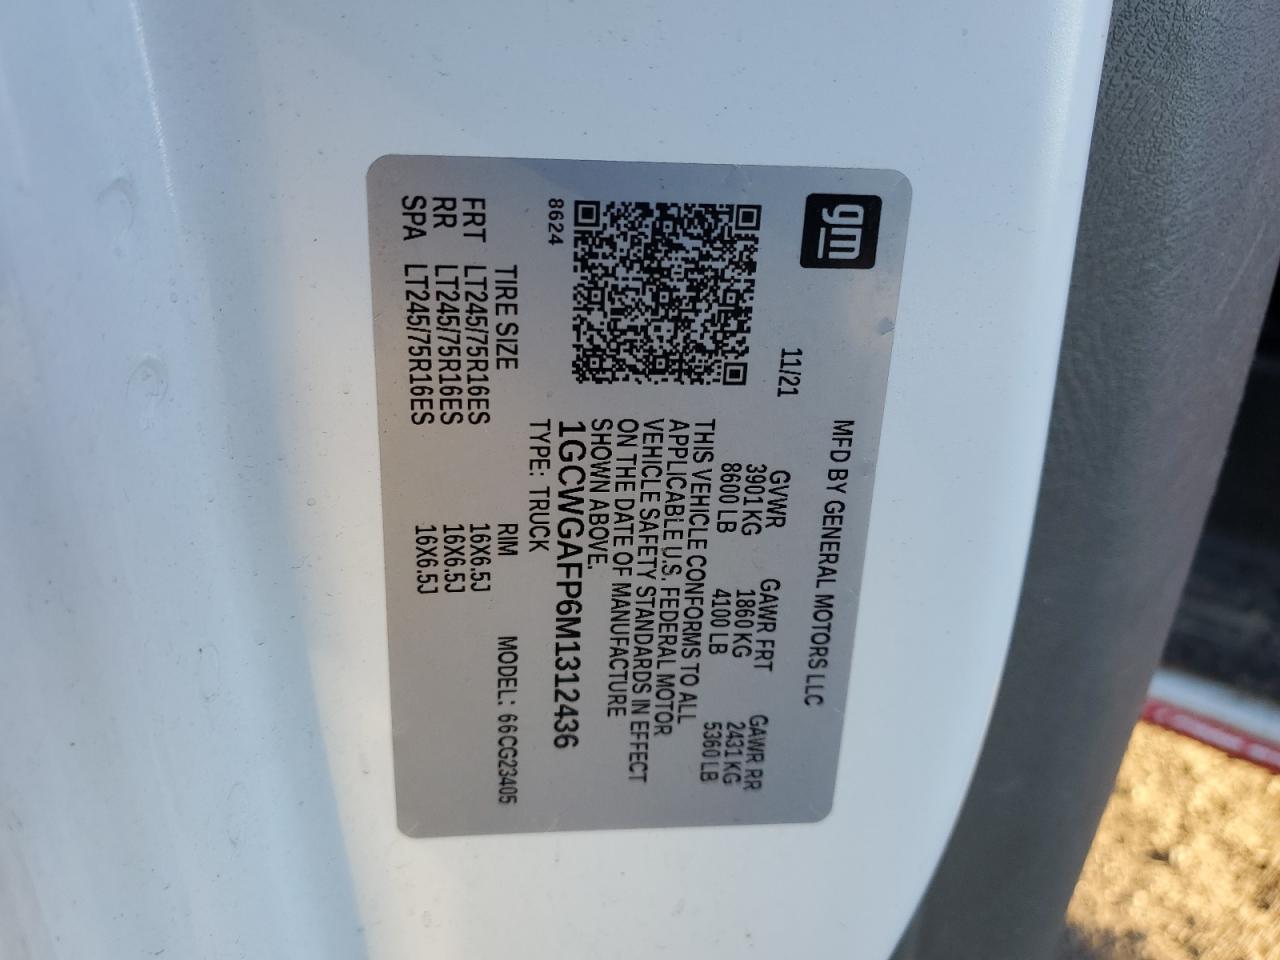 gm
MFD BY GENERAL MOTORS LLC
11/21
GVWR GAWR FRT GAWR RR
3901 KG 1860 KG 2431 KG
8600 LB 4100 LB 5360 LB
THIS VEHICLE CONFORMS TO ALL
APPLICABLE U.S. FEDERAL MOTOR
VEHICLE SAFETY STANDARDS IN EFFECT
ON THE DATE OF MANUFACTURE
SHOWN ABOVE.
1GCWGAFP6M1312436
TYPE: TRUCK
8624
TIRE SIZE RIM MODEL: 66CG23405
FRT LT245/75R16ES 16X6.5J
RR LT245/75R16ES 16X6.5J
SPA LT245/75R16ES 16X6.5J